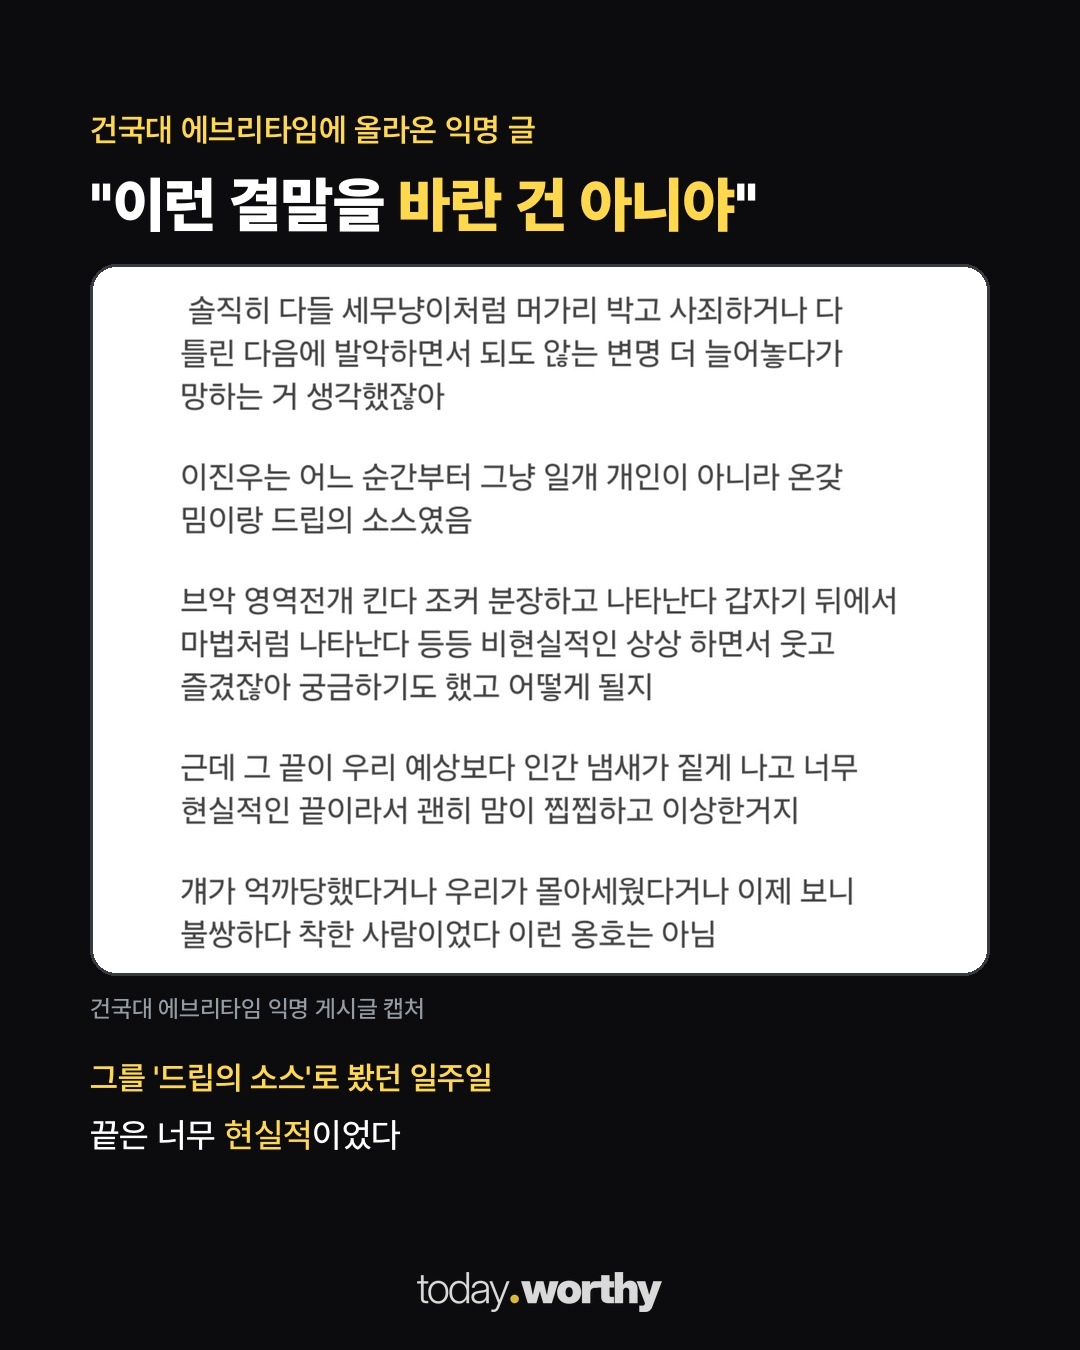 건국대 에브리타임에 올라온 익명 글
"이런 결말을 바란 건 아니야"
솔직히 다들 세무냥이처럼 머가리 박고 사죄하거나 다
틀린 다음에 발악하면서 되도 않는 변명 더 늘어놓다가
망하는 거 생각했잖아
이진우는 어느 순간부터 그냥 일개 개인이 아니라 온갖
밈이랑 드립의 소스였음
브악 영역전개 킨다 조커 분장하고 나타난다 갑자기 뒤에서
마법처럼 나타난다 등등 비현실적인 상상 하면서 웃고
즐겼잖아 궁금하기도 했고 어떻게 될지
근데 그 끝이 우리 예상보다 인간 냄새가 짙게 나고 너무
현실적인 끝이라서 괜히 맘이 찝찝하고 이상한거지
걔가 억까당했다거나 우리가 몰아세웠다거나 이제 보니
불쌍하다 착한 사람이었다 이런 옹호는 아님
건국대 에브리타임 익명 게시글 캡처
그를 '드립의 소스'로 봤던 일주일
끝은 너무 현실적이었다
today.worthy